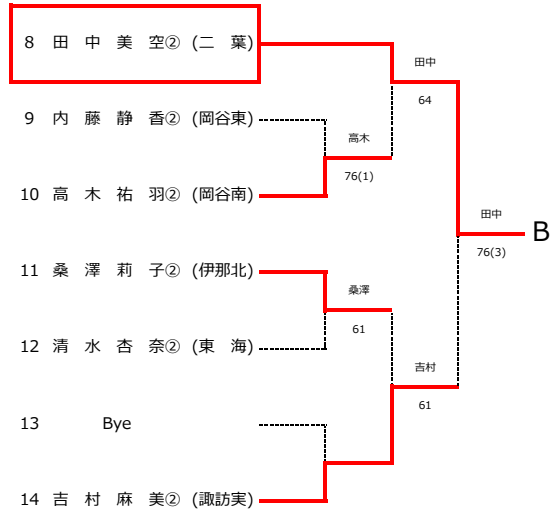 8 田 中 美 空② (二 葉)
田中
64
9 内 藤 静 香② (岡谷東)
高木
76(1)
10 高 木 祐 羽② (岡谷南)
田中
B
76(3)
11 桑 澤 莉 子② (伊那北)
桑澤
61
12 清 水 杏 奈② (東 海)
吉村
61
13 Bye
14 吉 村 麻 美② (諏訪実)